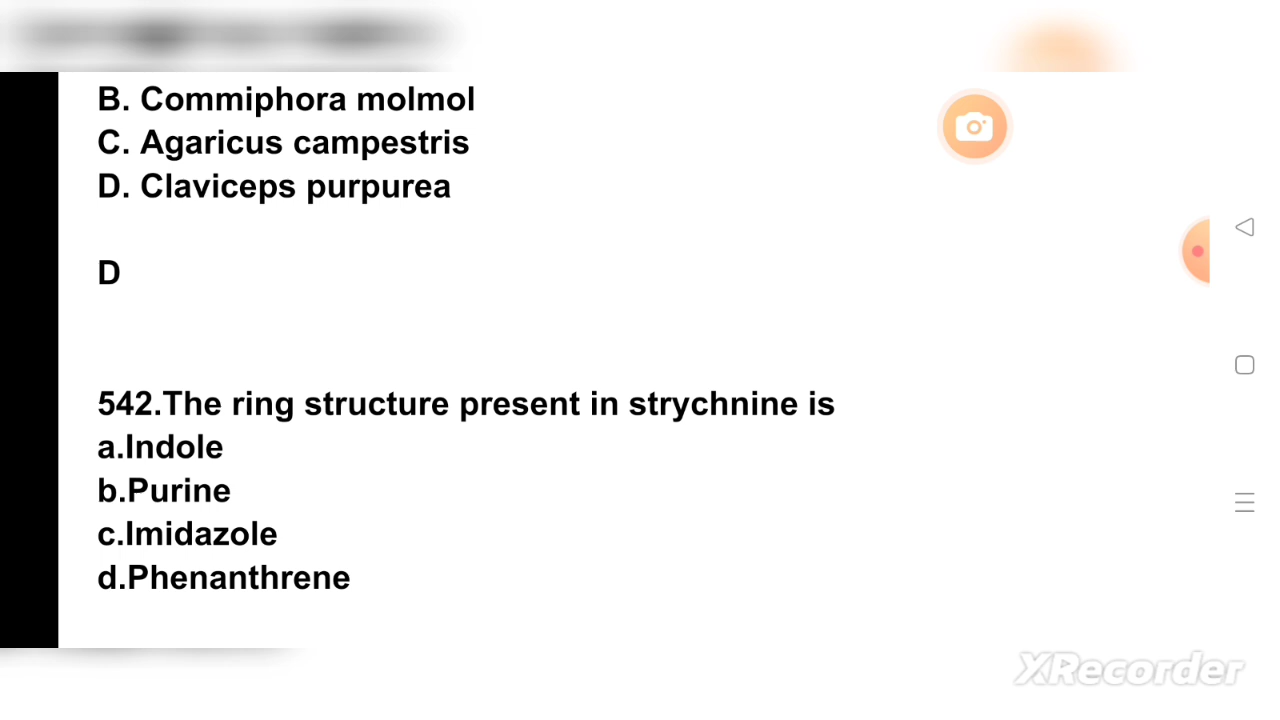 B. Commiphora molmol
C. Agaricus campestris
D. Claviceps purpurea
D
542.The ring structure present in strychnine is
a.Indole
b.Purine
c.Imidazole
d.Phenanthrene
XRecorder